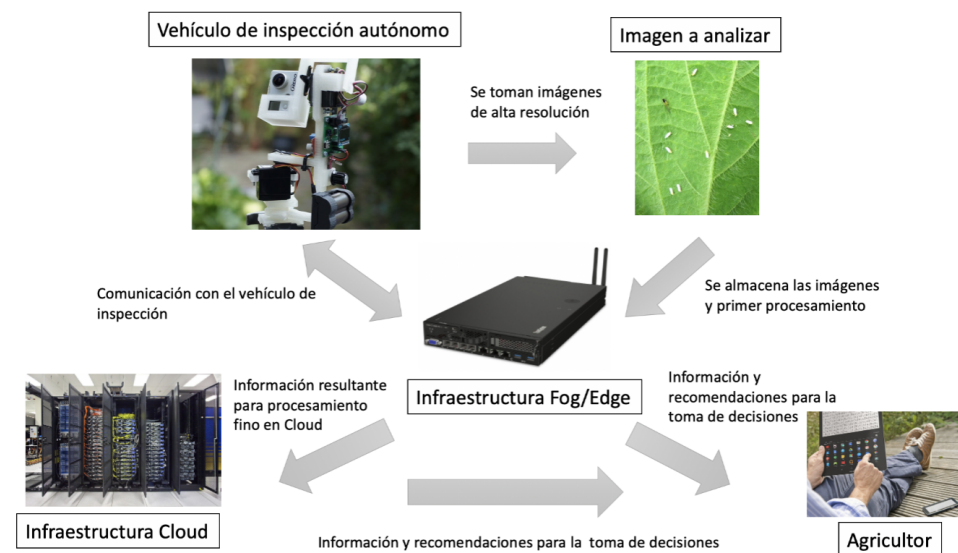 Vehículo de inspección autónomo
Imagen a analizar
Se toman imágenes
de alta resolución
Comunicación con el vehículo de
inspección
Se almacena las imágenes
y primer procesamiento
Infraestructura Fog/Edge
Información resultante
para procesamiento
fino en Cloud
Información y
recomendaciones para la
toma de decisiones
Infraestructura Cloud
Información y recomendaciones para la toma de decisiones
Agricultor